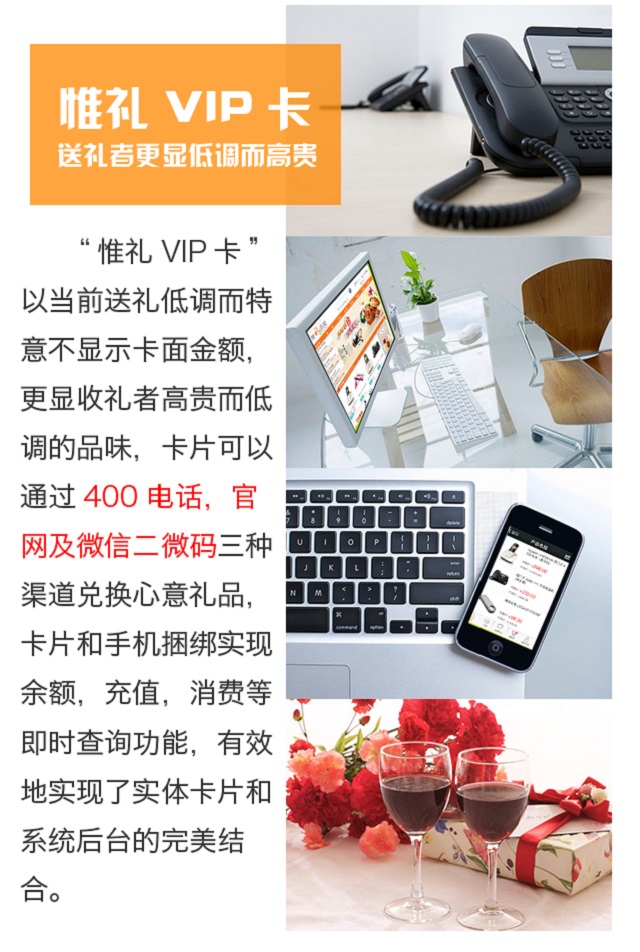 惟礼 VIP 卡
送礼者更显低调而高贵
“惟礼 VIP 卡”
以当前送礼低调而特
意不显示卡面金额，
更显收礼者高贵而低
调的品味，卡片可以
通过 400 电话，官
网及微信二微码三种
渠道兑换心意礼品，
卡片和手机捆绑实现
余额，充值，消费等
即时查询功能，有效
地实现了实体卡片和
系统后台的完美结
合。
delete
return
shift
command
option